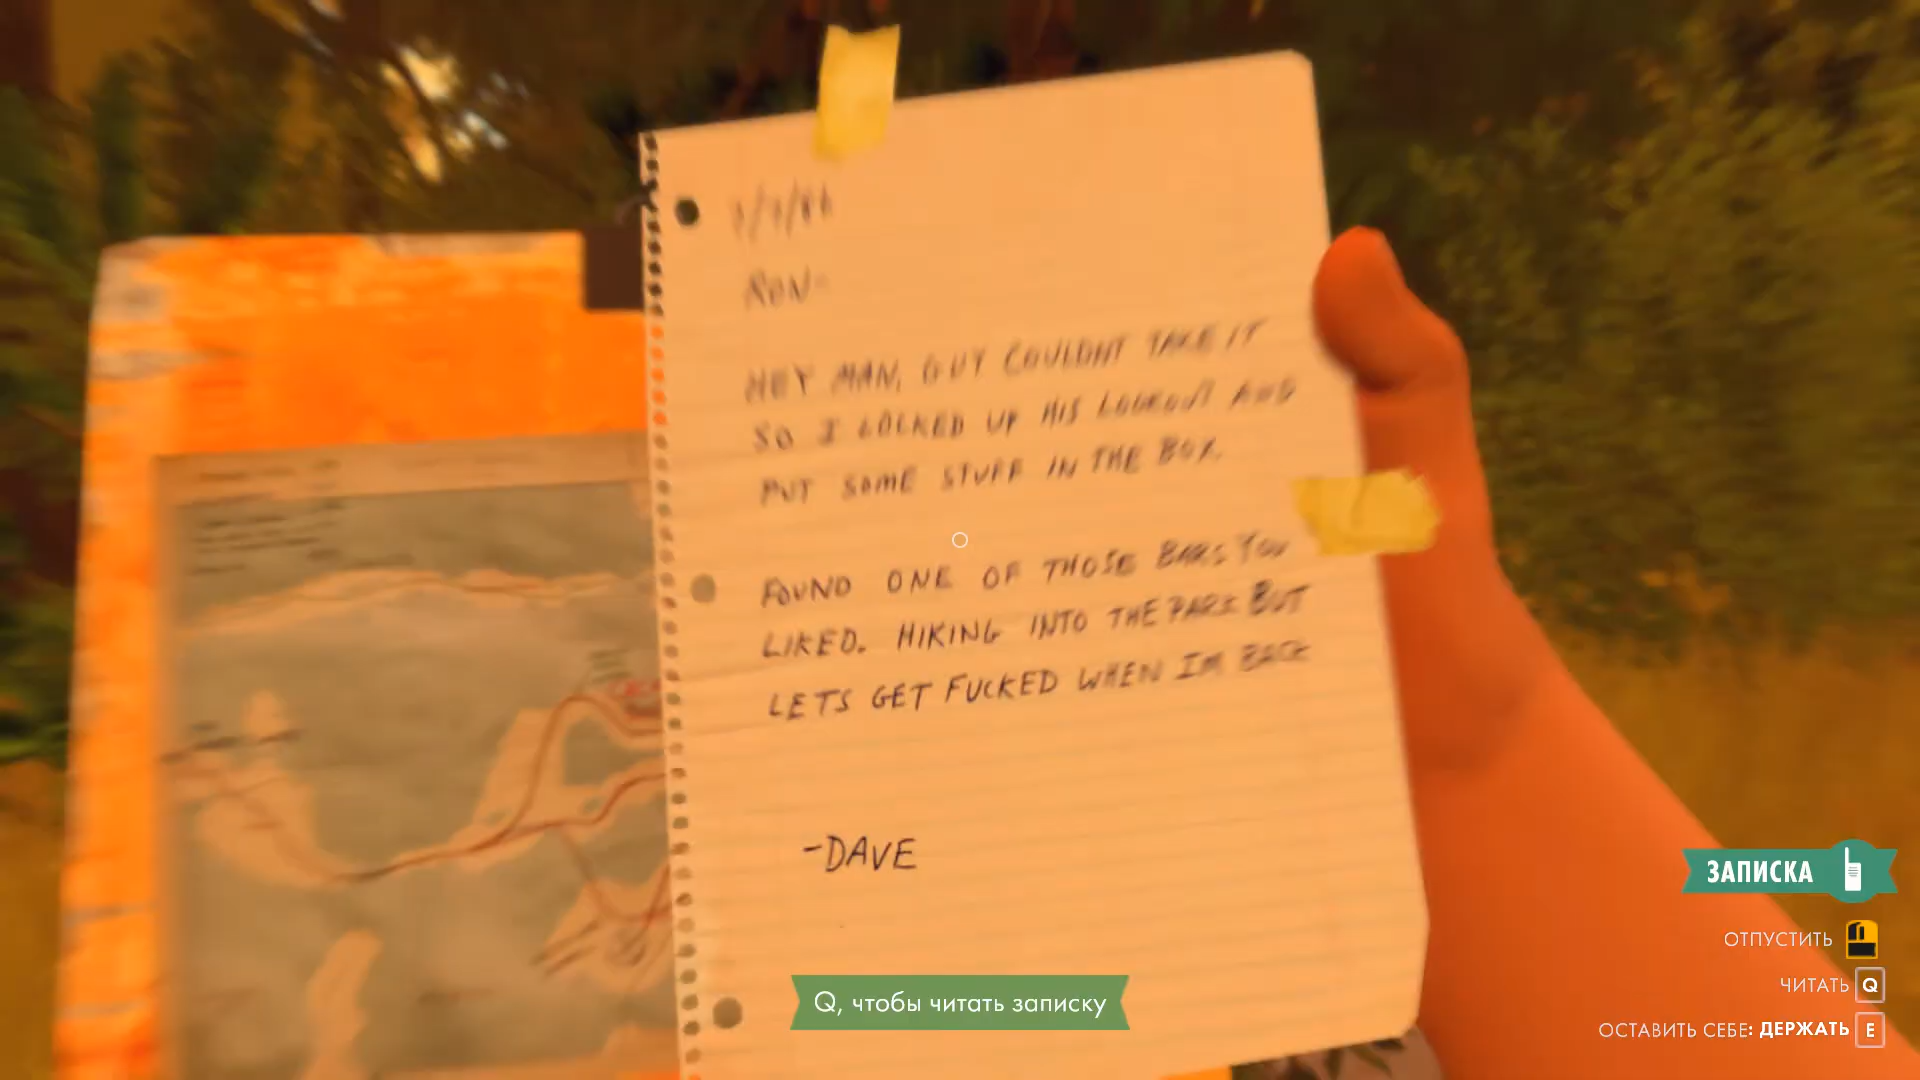 RON-
HEY MAN, GUY COULDNT TAKE IT
SO I LOCKED UP HIS LOOKOUT AND
PUT SOME STUFF IN THE BOX.
FOUND ONE OF THOSE BARS YOU
LIKED. HIKING INTO THE PARK BUT
LETS GET FUCKED WHEN IM BACK
-DAVE
ЗАПИСКА
ОТПУСТИТЬ
ЧИТАТЬ Q
ОСТАВИТЬ СЕБЕ: ДЕРЖАТЬ E
Q, чтобы читать записку